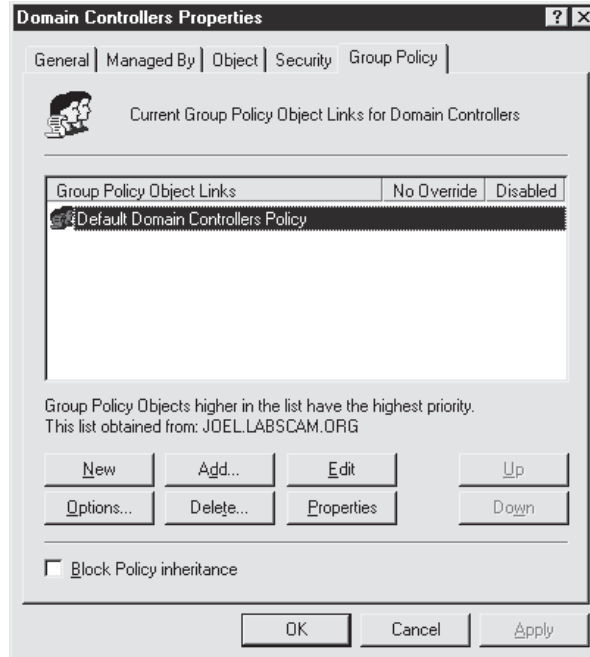 Domain Controllers Properties
? X
General Managed By Object Security Group Policy
Current Group Policy Object Links for Domain Controllers
Group Policy Object Links No Override Disabled
Default Domain Controllers Policy
Group Policy Objects higher in the list have the highest priority.
This list obtained from: JOEL.LABSCAM.ORG
New Add... Edit Up
Options... Delete... Properties Down
Block Policy inheritance
OK Cancel Apply